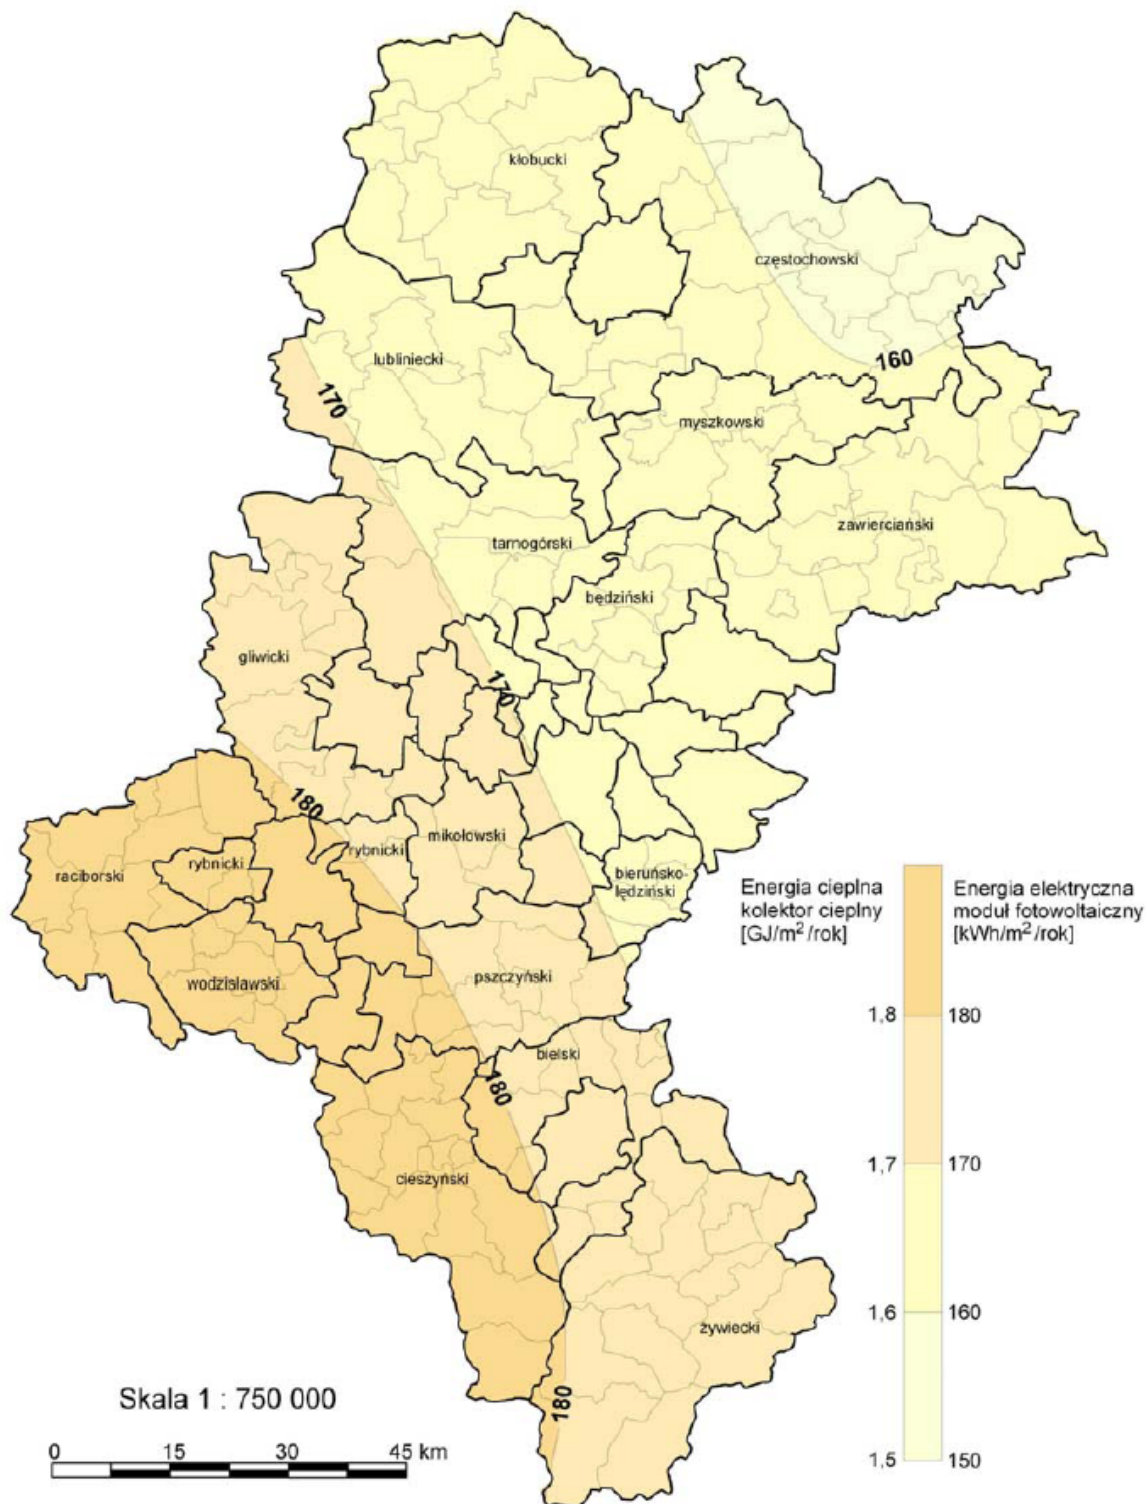 kłobucki
częstochowski
160
lubliniecki
170
myszkowski
zawierciański
tarnogórski
będziński
gliwicki
170
180
mikołowski
rybnicki
rybnicki
raciborski
bieruńsko-
lędziński
Energia cieplna
kolektor cieplny
[GJ/m²/rok]
Energia elektryczna
moduł fotowoltaiczny
[kWh/m²/rok]
wodzisławski
pszczyński
1,8
180
bielski
180
1,7
170
cieszyński
1,6
160
żywiecki
Skala 1 : 750 000
180
0 15 30 45 km
1,5
150